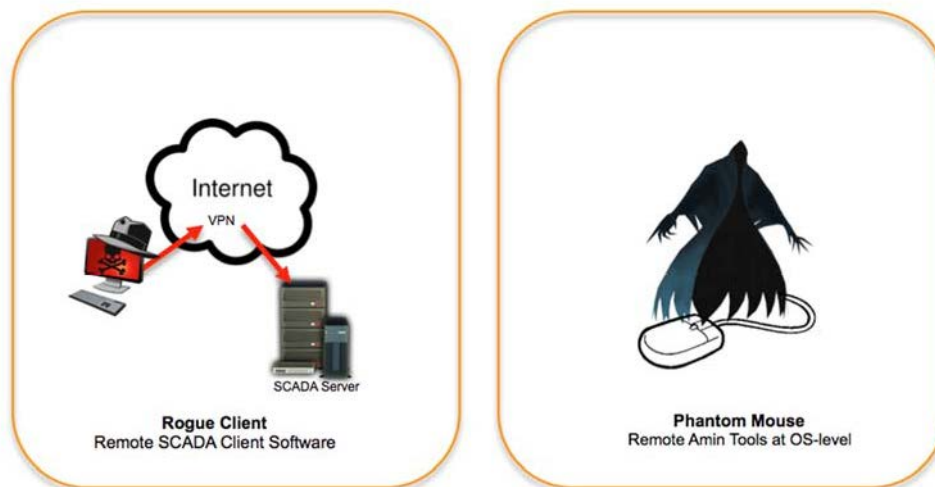 Internet
VPN
SCADA Server
Rogue Client
Remote SCADA Client Software
Phantom Mouse
Remote Amin Tools at OS-level